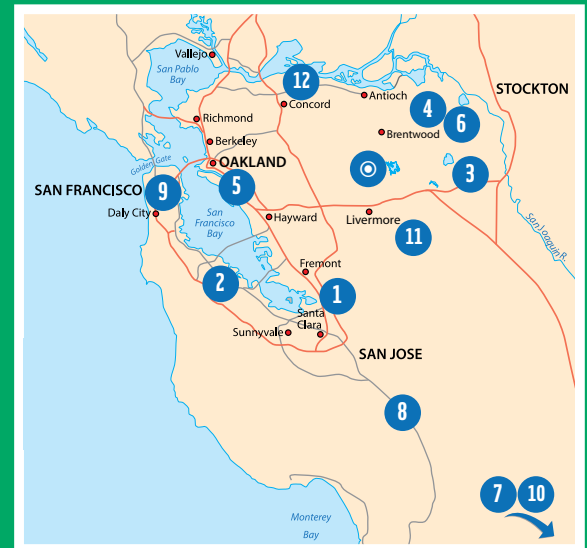 Vallejo
San Pablo
Bay
12
Concord
Antioch
STOCKTON
4
6
Richmond
Brentwood
Berkeley
Golden Gate
OAKLAND
3
SAN FRANCISCO
9
5
Daly City
San
Francisco
Bay
Hayward
Livermore
11
San Joaquin R.
Fremont
2
1
Santa
Clara
Sunnyvale
SAN JOSE
8
7
10
Monterey
Bay